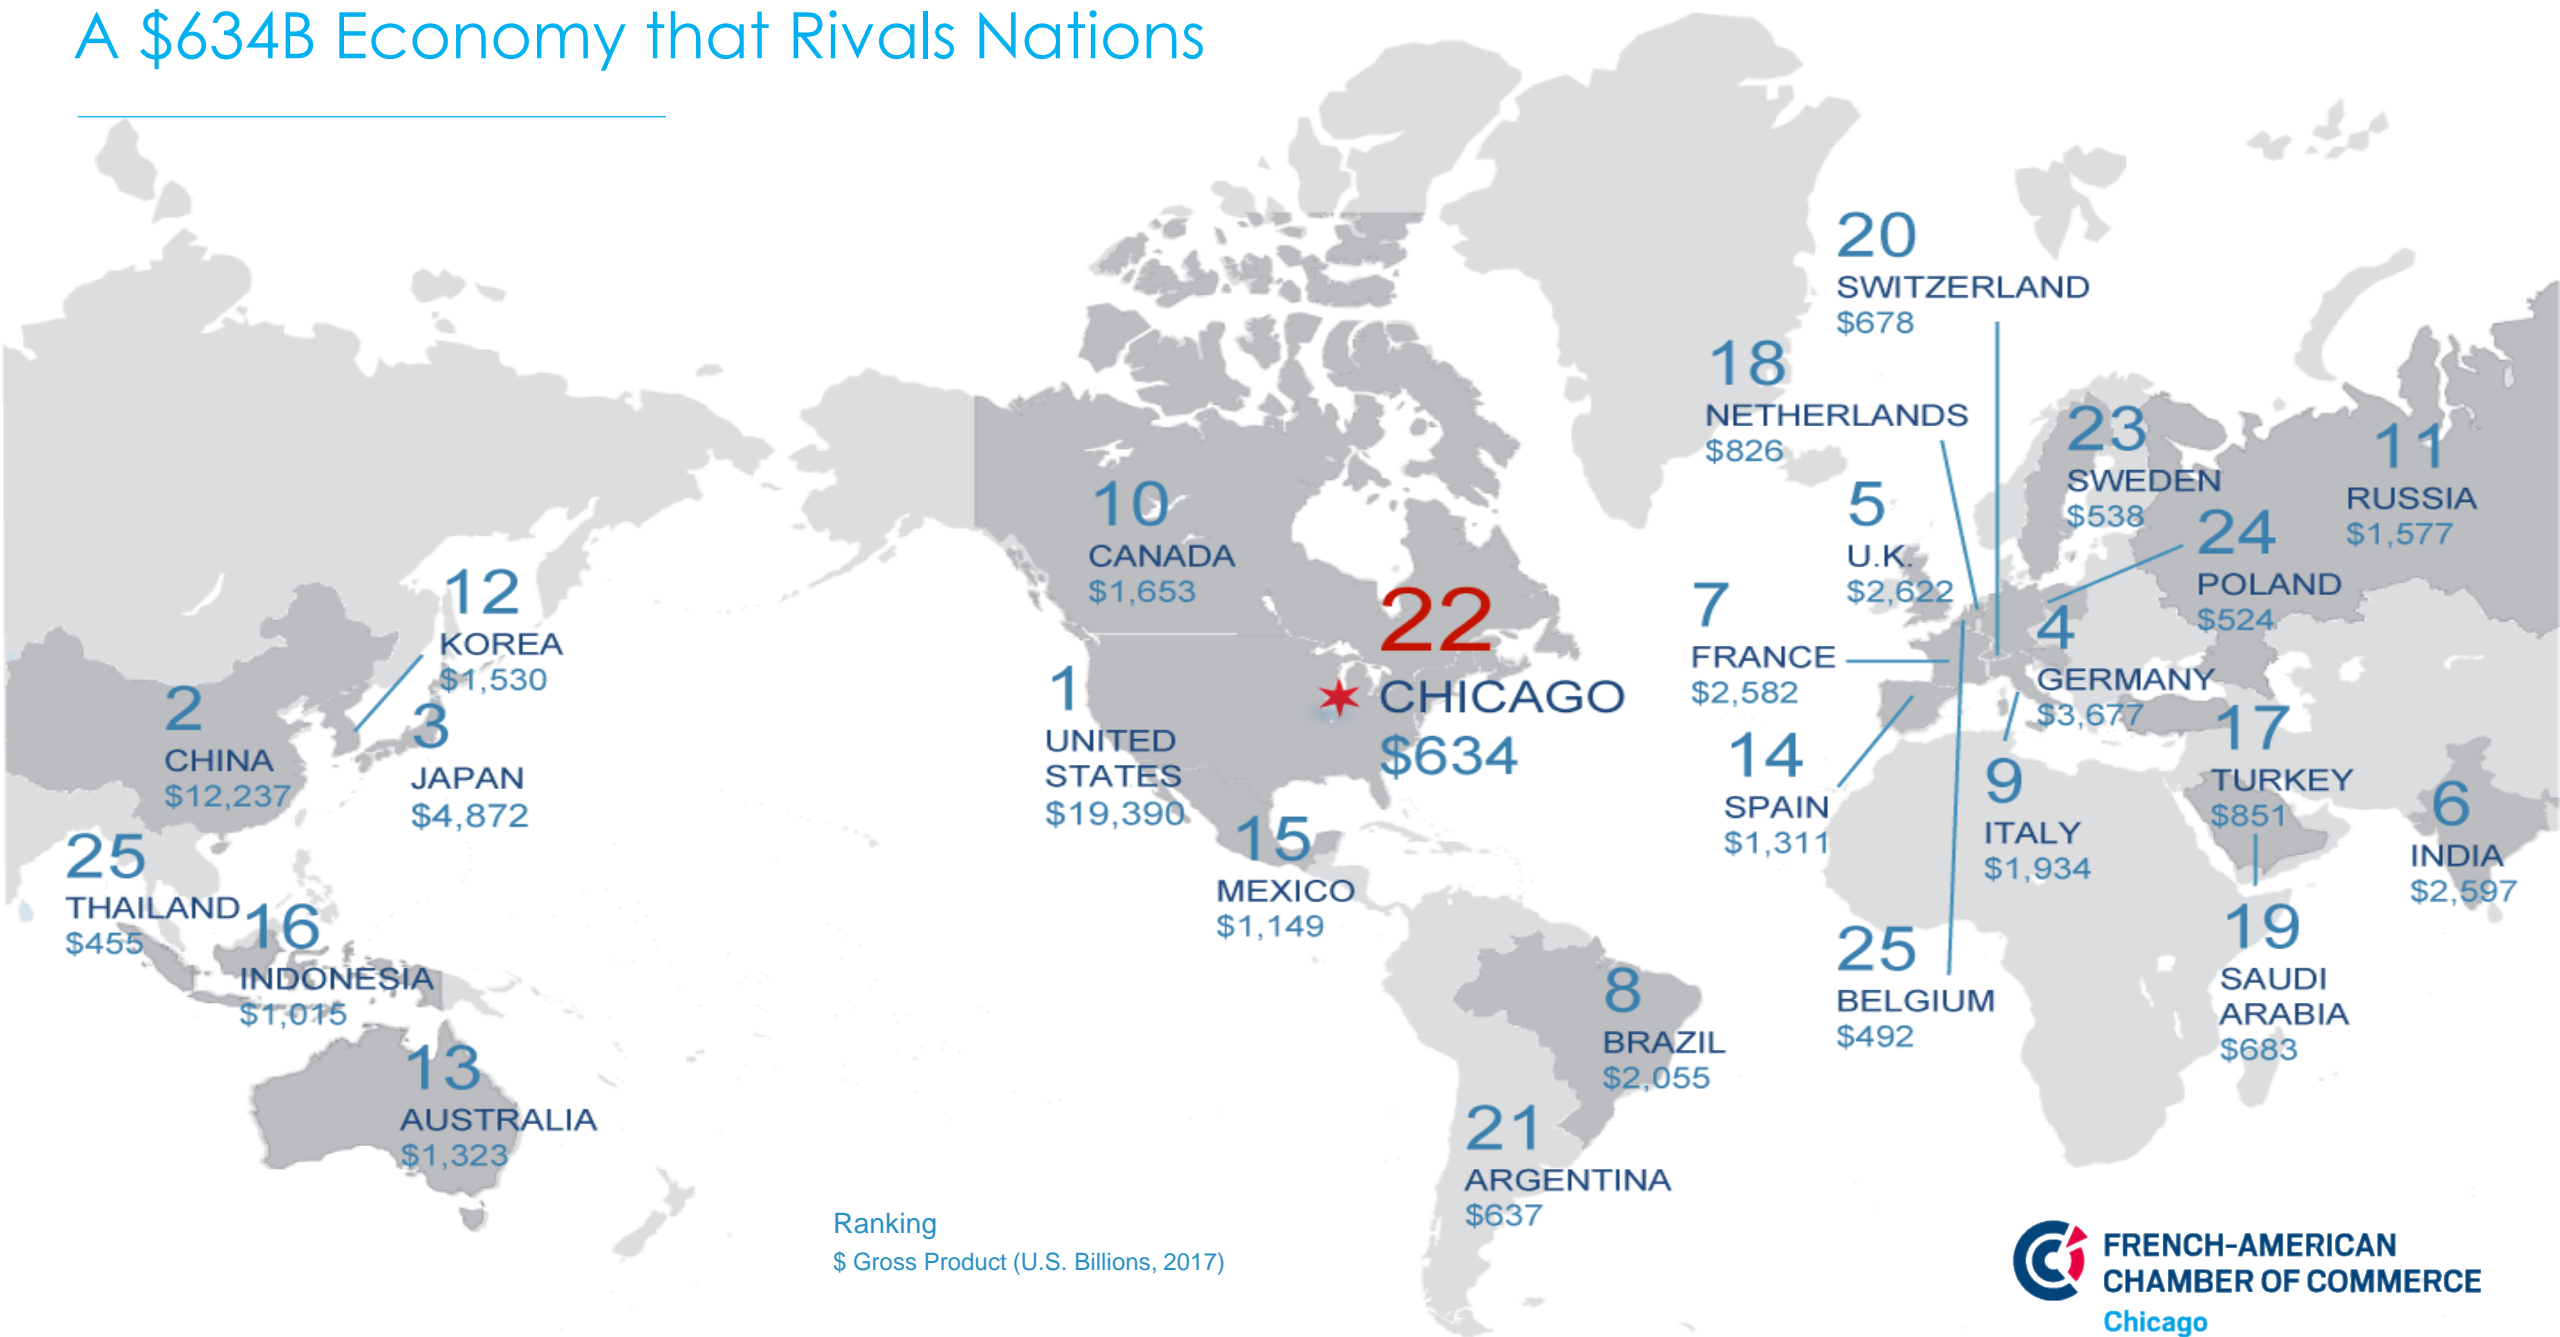 A $634B Economy that Rivals Nations
20
SWITZERLAND
$678
18
NETHERLANDS
$826
23
SWEDEN
$538
11
RUSSIA
$1,577
10
CANADA
$1,653
5
U.K.
$2,622
24
POLAND
$524
12
KOREA
$1,530
22
CHICAGO
$634
7
FRANCE
$2,582
4
GERMANY
$3,677
2
CHINA
$12,237
3
JAPAN
$4,872
1
UNITED
STATES
$19,390
14
SPAIN
$1,311
9
ITALY
$1,934
17
TURKEY
$851
6
INDIA
$2,597
25
THAILAND
$455
16
INDONESIA
$1,015
15
MEXICO
$1,149
8
BRAZIL
$2,055
25
BELGIUM
$492
19
SAUDI
ARABIA
$683
13
AUSTRALIA
$1,323
21
ARGENTINA
$637
Ranking
$ Gross Product (U.S. Billions, 2017)
FRENCH-AMERICAN
CHAMBER OF COMMERCE
Chicago